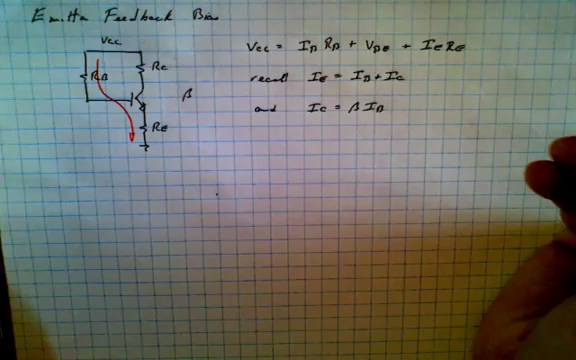 Emitter Feedback Bias
Vcc
RB
RC
β
RE
Vcc = IB RB + VBE + IE RE
recall IE = IB + IC
and IC = β IB